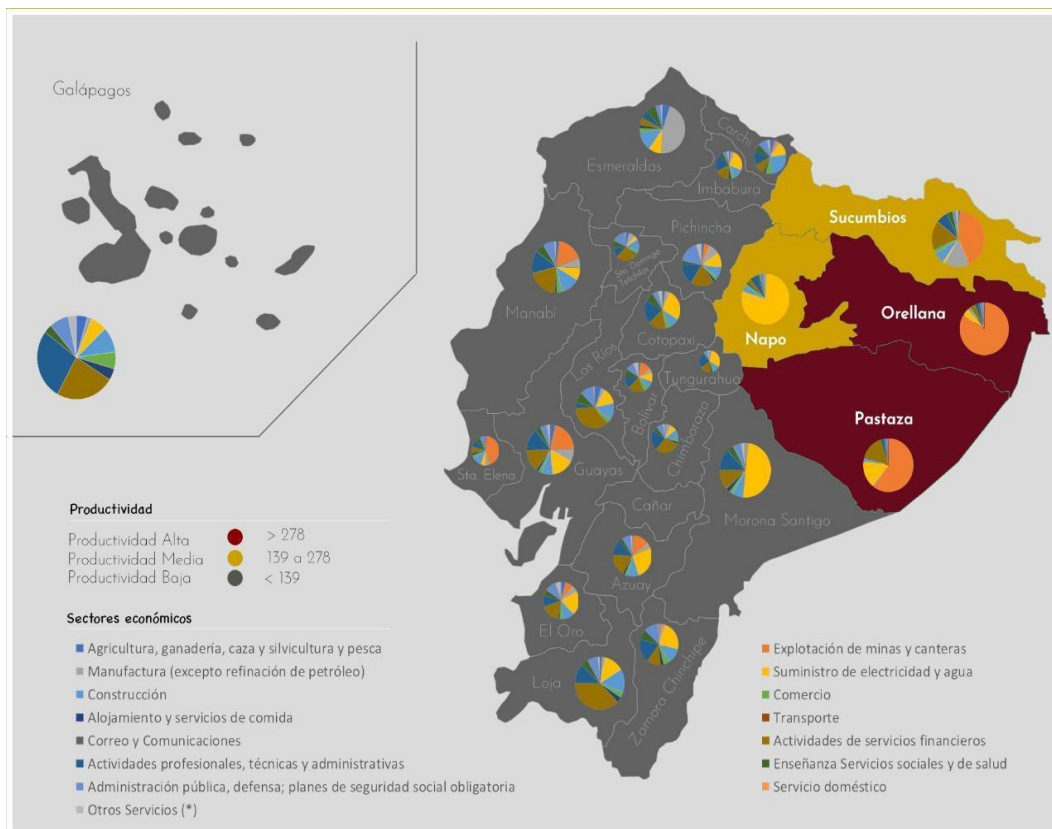 Galápagos
Carchi
Esmeraldas
Imbabura
Sucumbios
Pichincha
Sto. Domingo
Tsáchilas
Orellana
Manabí
Napo
Cotopaxi
Los Ríos
Tungurahua
Bolívar
Pastaza
Chimborazo
Sta. Elena
Guayas
Cañar
Morona Santigo
Azuay
El Oro
Loja
Zamora Chinchipe
Productividad
Productividad Alta > 278
Productividad Media 139 a 278
Productividad Baja < 139
Sectores económicos
Agricultura, ganadería, caza y silvicultura y pesca
Manufactura (excepto refinación de petróleo)
Construcción
Alojamiento y servicios de comida
Correo y Comunicaciones
Actividades profesionales, técnicas y administrativas
Administración pública, defensa; planes de seguridad social obligatoria
Otros Servicios (*)
Explotación de minas y canteras
Suministro de electricidad y agua
Comercio
Transporte
Actividades de servicios financieros
Enseñanza Servicios sociales y de salud
Servicio doméstico